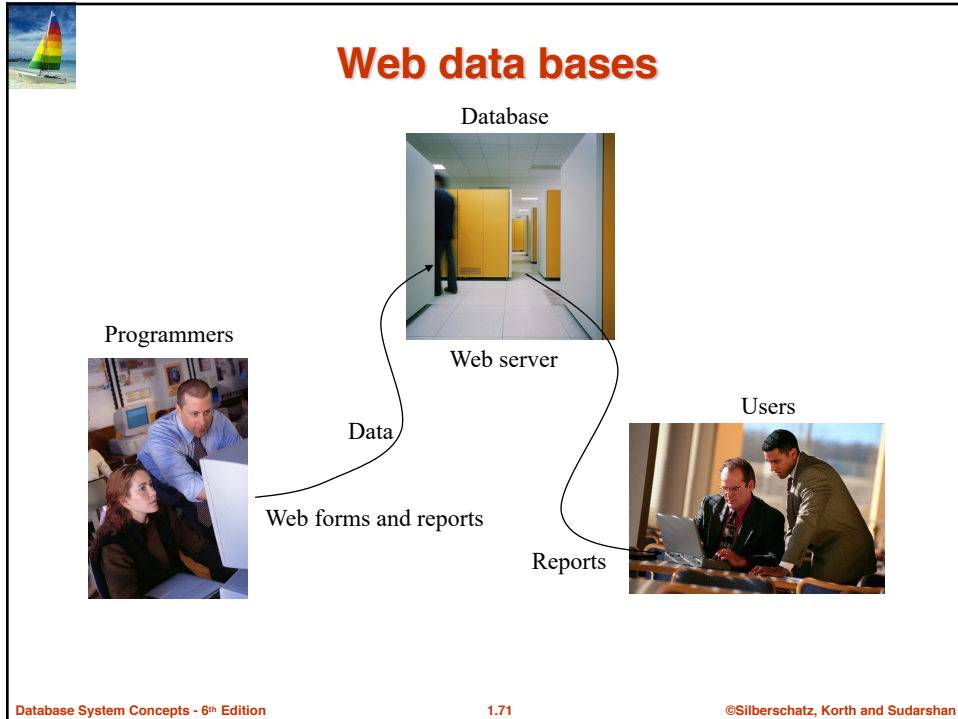 Web data bases
Database
Web server
Programmers
Data
Web forms and reports
Users
Reports
Database System Concepts - 6th Edition
1.71
©Silberschatz, Korth and Sudarshan